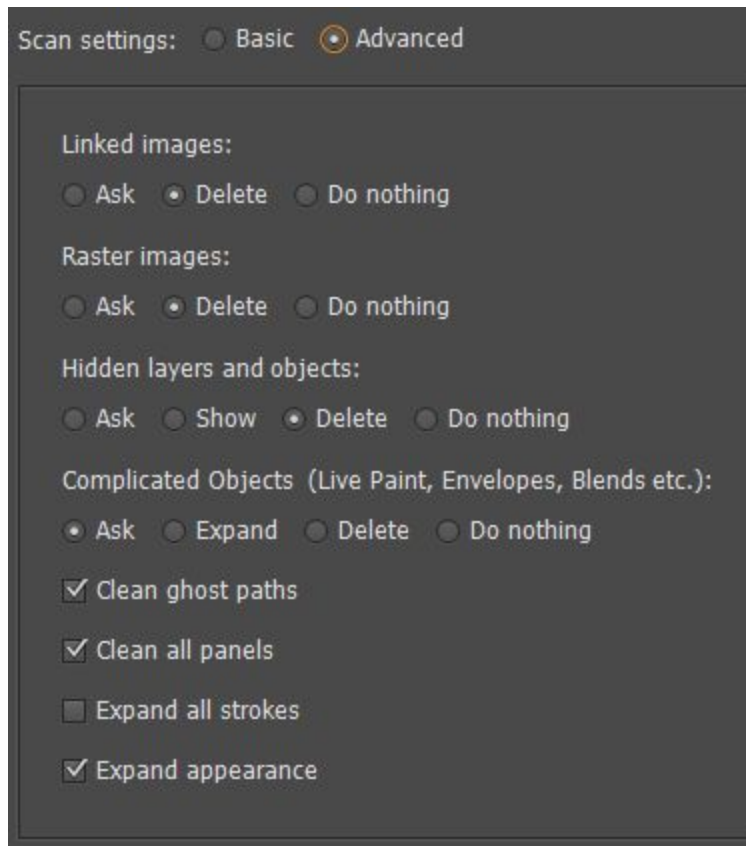 Scan settings: Basic Advanced
Linked images:
Ask Delete Do nothing
Raster images:
Ask Delete Do nothing
Hidden layers and objects:
Ask Show Delete Do nothing
Complicated Objects (Live Paint, Envelopes, Blends etc.):
Ask Expand Delete Do nothing
Clean ghost paths
Clean all panels
Expand all strokes
Expand appearance